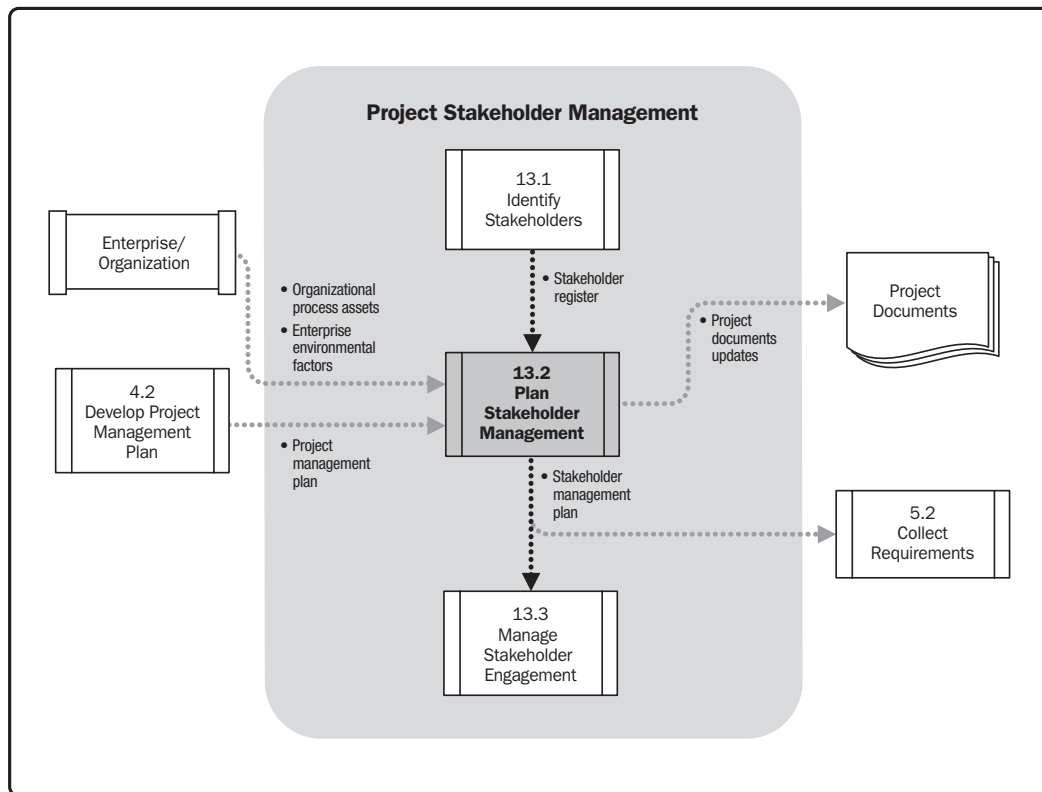 Project Stakeholder Management
13.1
Identify
Stakeholders
Enterprise/
Organization
• Organizational
process assets
• Enterprise
environmental
factors
• Stakeholder
register
Project
Documents
• Project
documents
updates
4.2
Develop Project
Management
Plan
13.2
Plan
Stakeholder
Management
• Project
management
plan
• Stakeholder
management
plan
5.2
Collect
Requirements
13.3
Manage
Stakeholder
Engagement